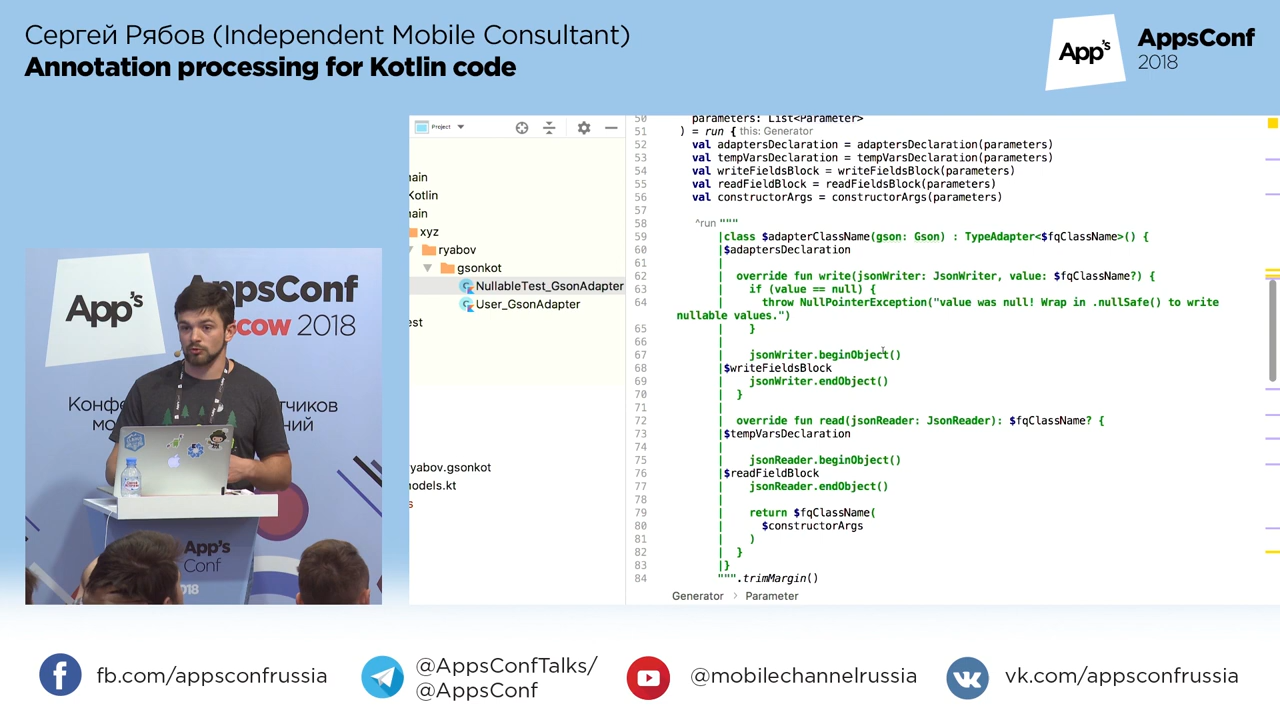 Сергей Рябов (Independent Mobile Consultant)
Annotation processing for Kotlin code
App's
AppsConf
2018
Project
ain
Kotlin
ain
xyz
ryabov
gsonkot
NullableTest_GsonAdapter
User_GsonAdapter
est
yabov.gsonkot
odels.kt
s
50 parameters: List<Parameter>
51 ) = run { this: Generator
52 val adaptersDeclaration = adaptersDeclaration(parameters)
53 val tempVarsDeclaration = tempVarsDeclaration(parameters)
54 val writeFieldsBlock = writeFieldsBlock(parameters)
55 val readFieldBlock = readFieldsBlock(parameters)
56 val constructorArgs = constructorArgs(parameters)
57
58 ^run """
59 |class $adapterClassName(gson: Gson) : TypeAdapter<$fqClassName>() {
60 |$adaptersDeclaration
61 |
62 | override fun write(jsonWriter: JsonWriter, value: $fqClassName?) {
63 | if (value == null) {
64 | throw NullPointerException("value was null! Wrap in .nullSafe() to write
nullable values.")
65 | }
66 |
67 | jsonWriter.beginObject()
68 |$writeFieldsBlock
69 | jsonWriter.endObject()
70 | }
71 |
72 | override fun read(jsonReader: JsonReader): $fqClassName? {
73 |$tempVarsDeclaration
74 |
75 | jsonReader.beginObject()
76 |$readFieldBlock
77 | jsonReader.endObject()
78 |
79 | return $fqClassName(
80 | $constructorArgs
81 | )
82 | }
83 |}
84 """.trimMargin()
Generator > Parameter
App's
AppsConf
scow 2018
App's
Conf
fb.com/appsconfrussia
@AppsConfTalks/
@AppsConf
@mobilechannelrussia
vk.com/appsconfrussia